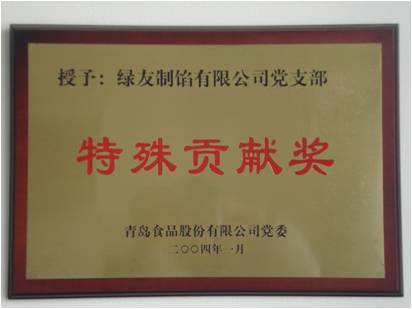 授予：绿友制馅有限公司党支部
特殊贡献奖
青岛食品股份有限公司党委
二〇〇四年一月